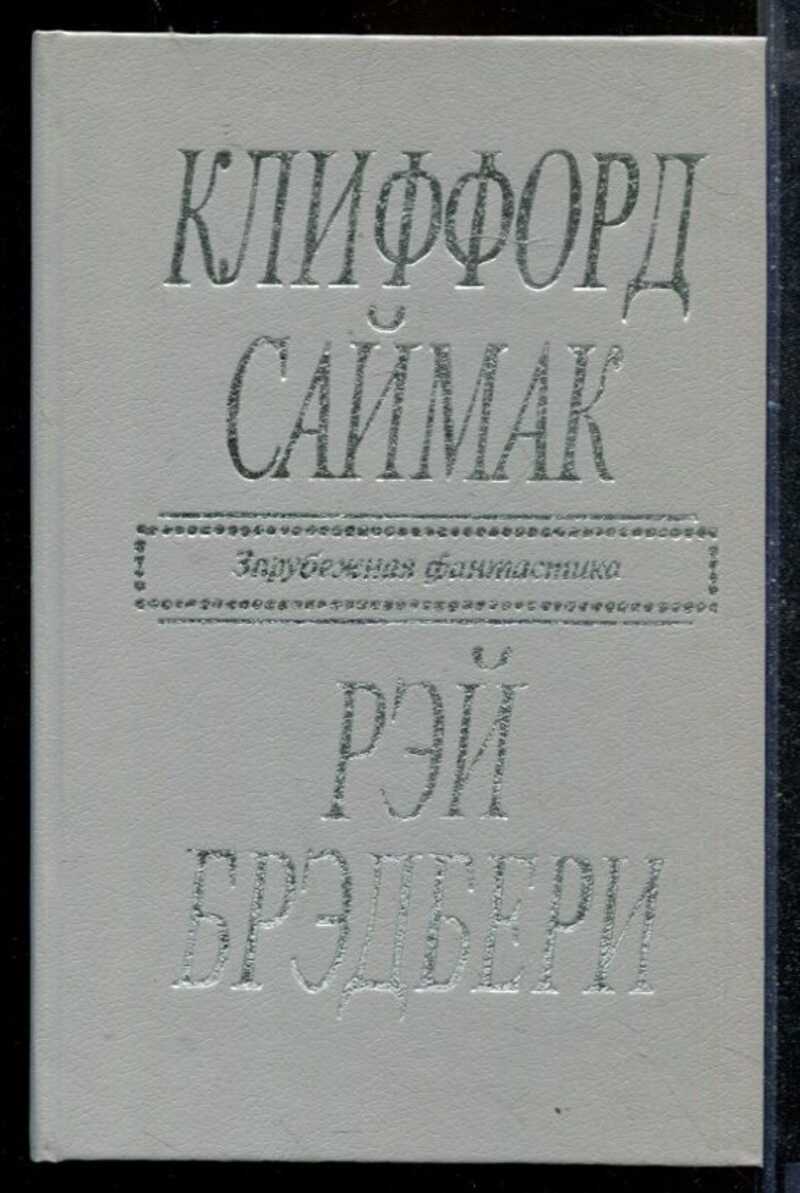 КЛИФФОРД
САЙМАК
Зарубежная фантастика
РЭЙ
БРЭДБЕРИ